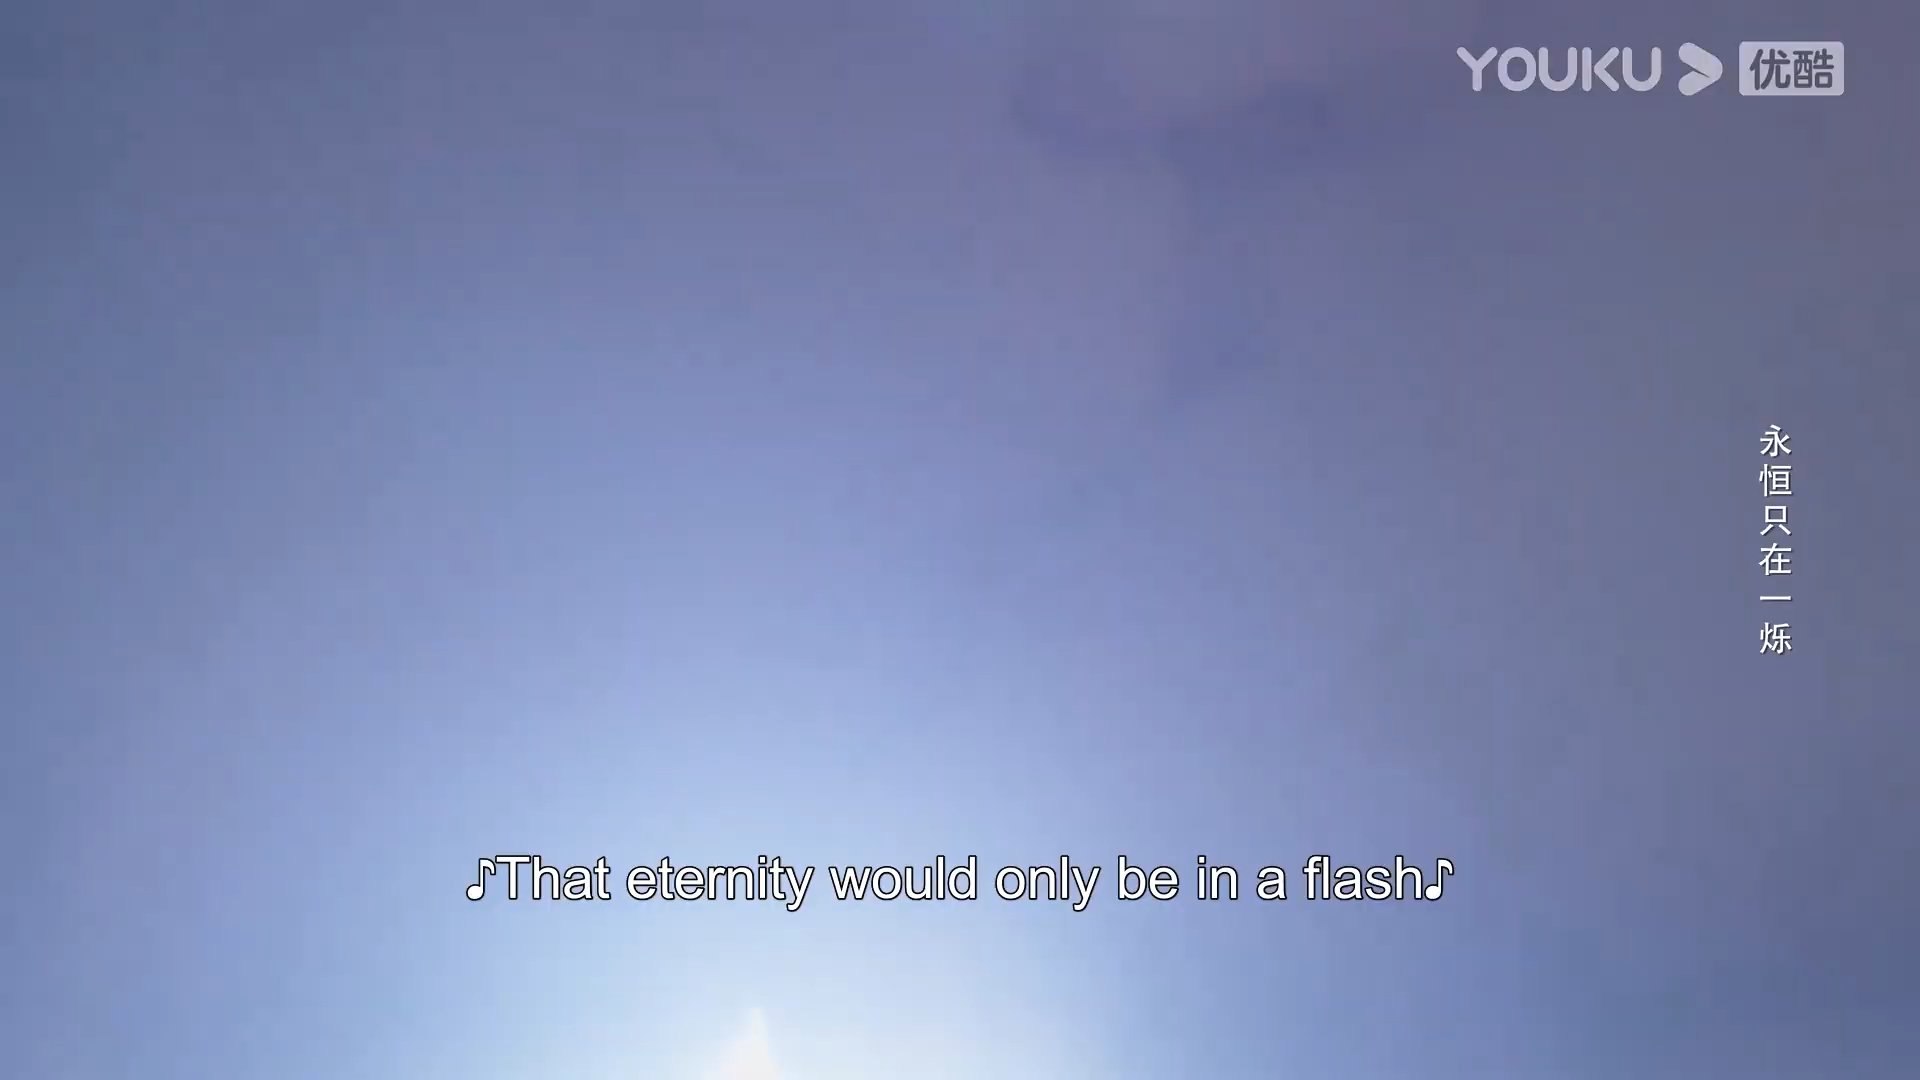 YOUKU 优酷
永恒只在一烁
♪That eternity would only be in a flash♪